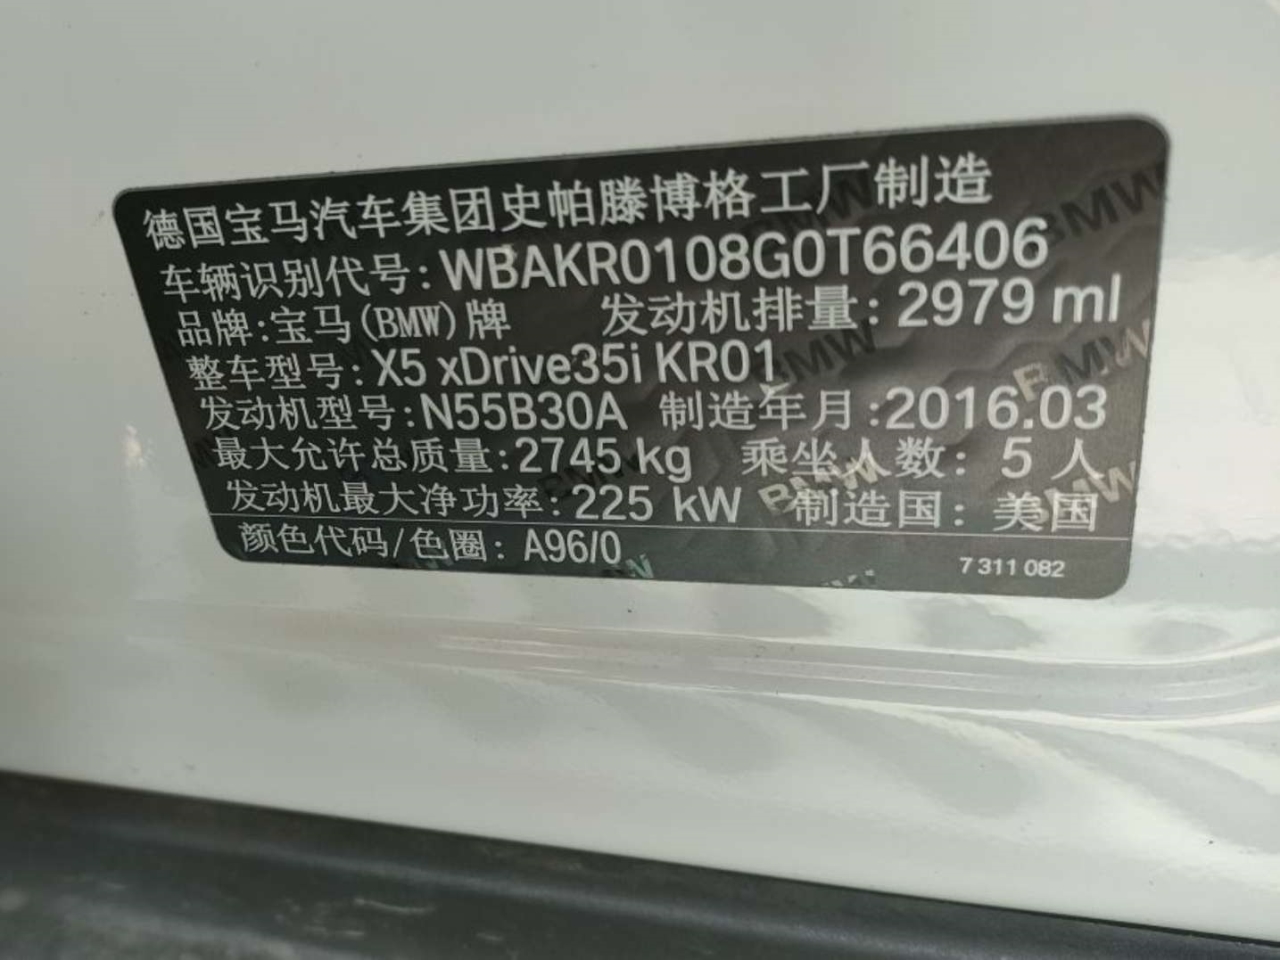 德国宝马汽车集团史帕滕博格工厂制造
车辆识别代号:WBAKR0108G0T66406
品牌:宝马(BMW)牌 发动机排量:2979 ml
整车型号:X5 xDrive35i KR01
发动机型号:N55B30A 制造年月:2016.03
最大允许总质量:2745 kg 乘坐人数: 5 人
发动机最大净功率:225 kW 制造国: 美国
颜色代码/色圈: A96/0
7 311 082